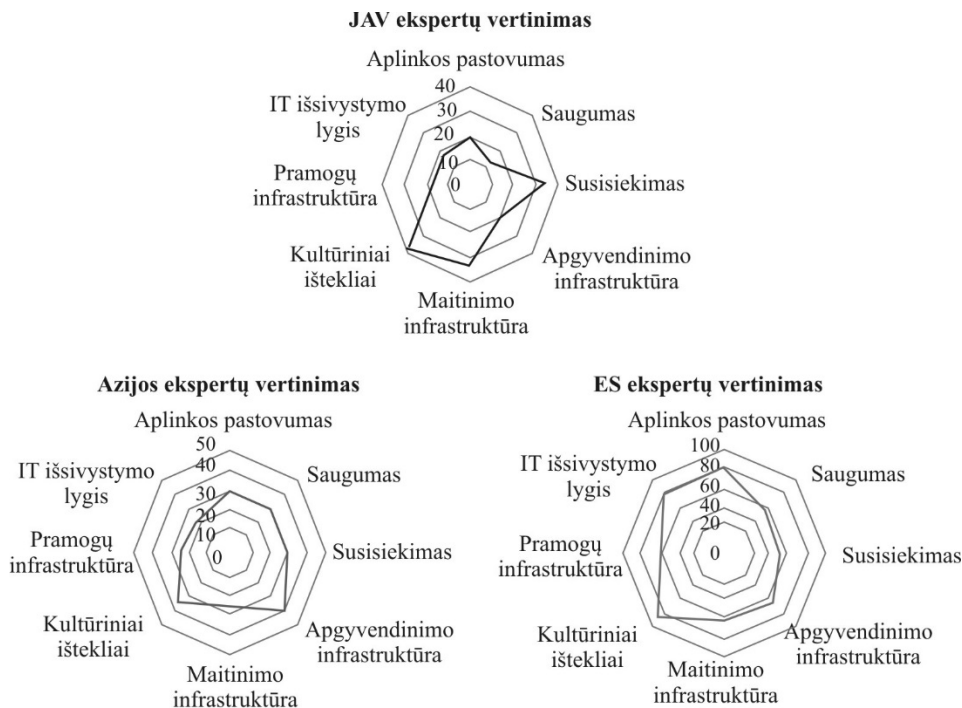 JAV ekspertų vertinimas
Aplinkos pastovumas
40
30
20
10
0
IT išsivystymo
lygis
Saugumas
Pramogų
infrastruktūra
Susisiekimas
Kultūriniai
ištekliai
Apgyvendinimo
infrastruktūra
Maitinimo
infrastruktūra
Azijos ekspertų vertinimas
Aplinkos pastovumas
50
40
30
20
10
0
IT išsivystymo
lygis
Saugumas
Pramogų
infrastruktūra
Susisiekimas
Kultūriniai
ištekliai
Apgyvendinimo
infrastruktūra
Maitinimo
infrastruktūra
ES ekspertų vertinimas
Aplinkos pastovumas
100
80
60
40
20
0
IT išsivystymo
lygis
Saugumas
Pramogų
infrastruktūra
Susisiekimas
Kultūriniai
ištekliai
Apgyvendinimo
infrastruktūra
Maitinimo
infrastruktūra